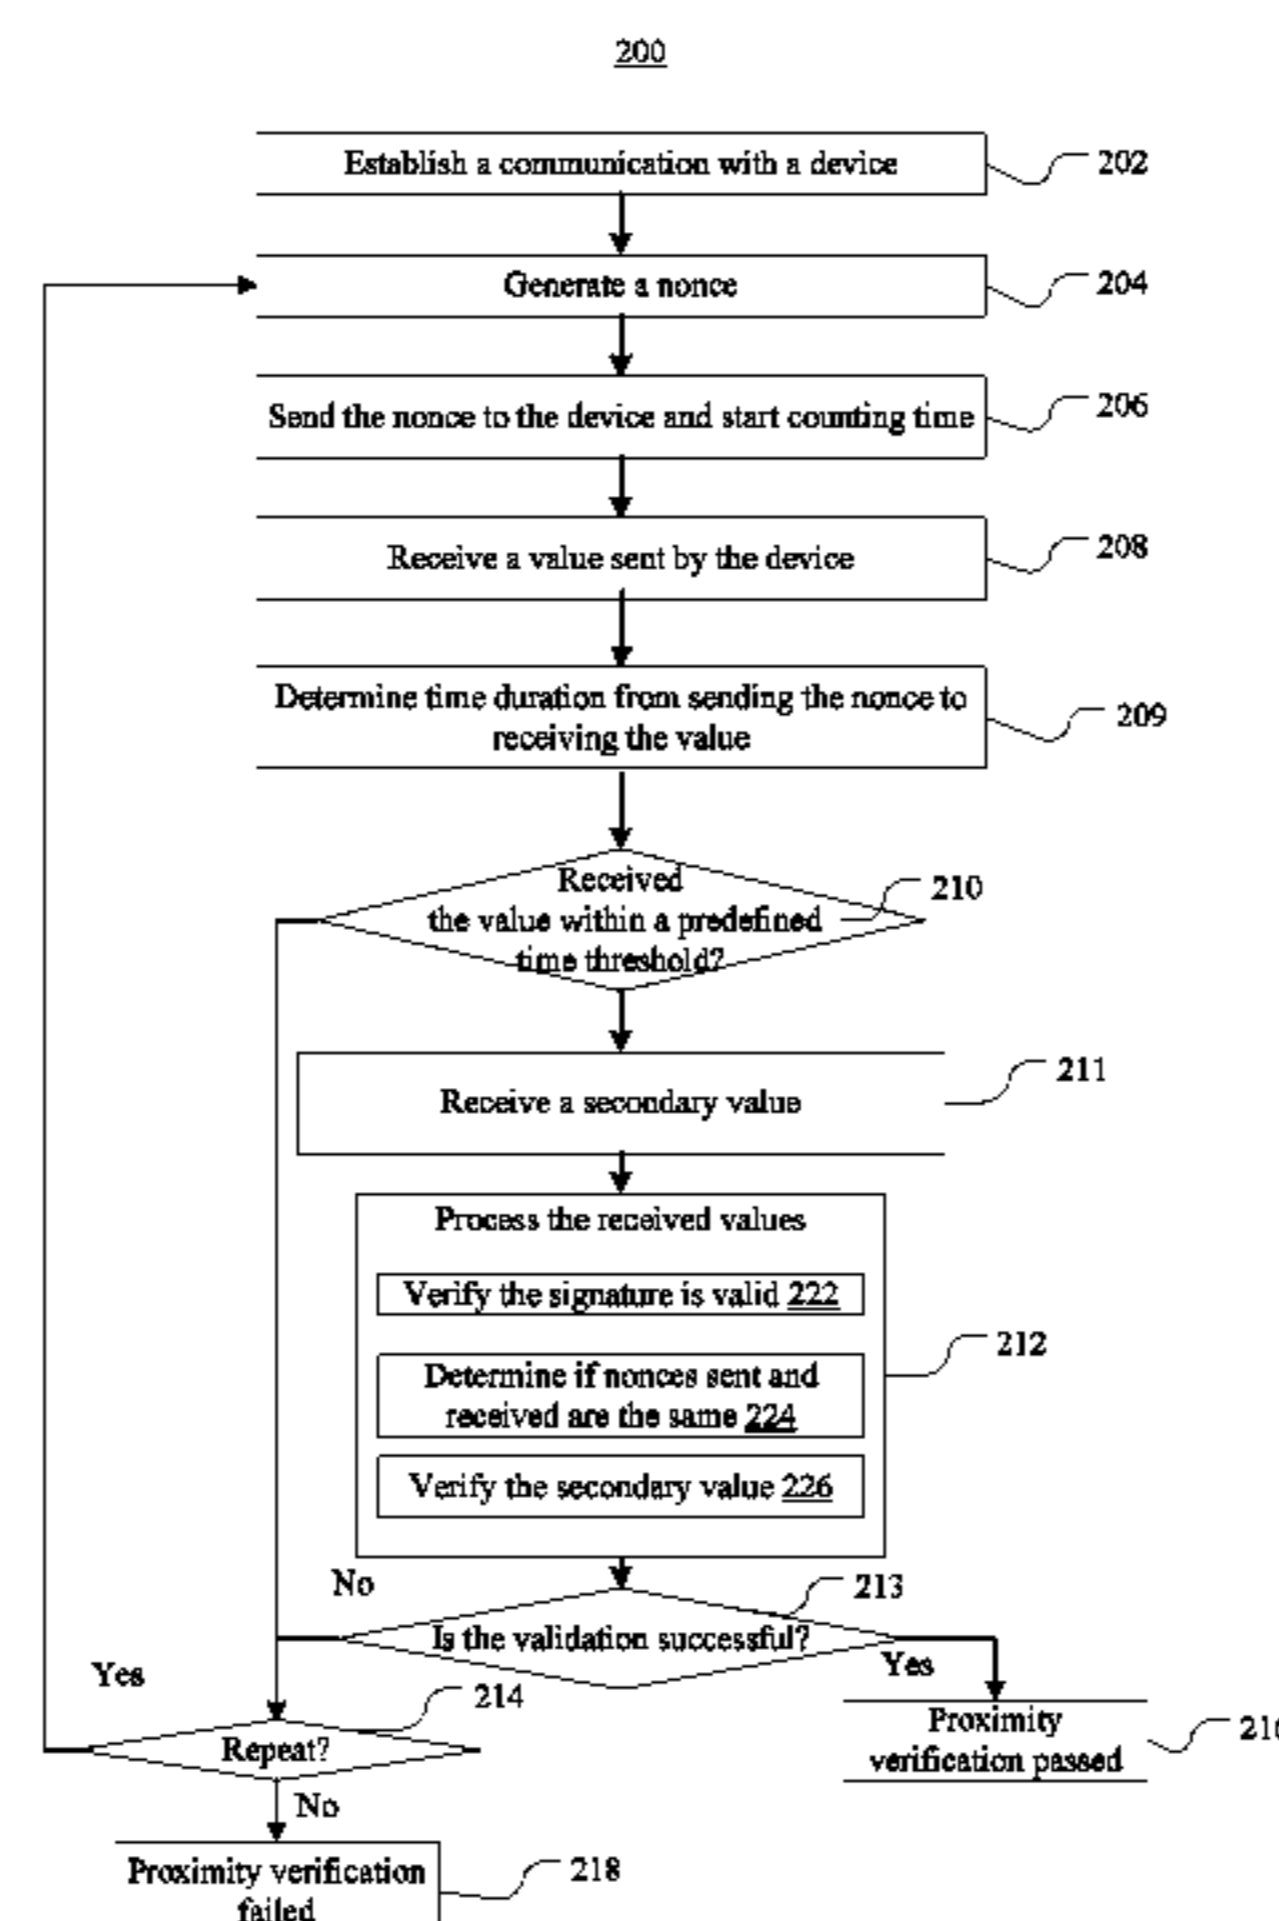 200
Establish a communication with a device
202
Generate a nonce
204
Send the nonce to the device and start counting time
206
Receive a value sent by the device
208
Determine time duration from sending the nonce to
receiving the value
209
Received
the value within a predefined
time threshold?
210
Receive a secondary value
211
Process the received values
Verify the signature is valid 222
Determine if nonces sent and
received are the same 224
Verify the secondary value 226
212
No
213
Is the validation successful?
Yes
Yes
214
Repeat?
Proximity
verification passed
216
No
Proximity verification
failed
218